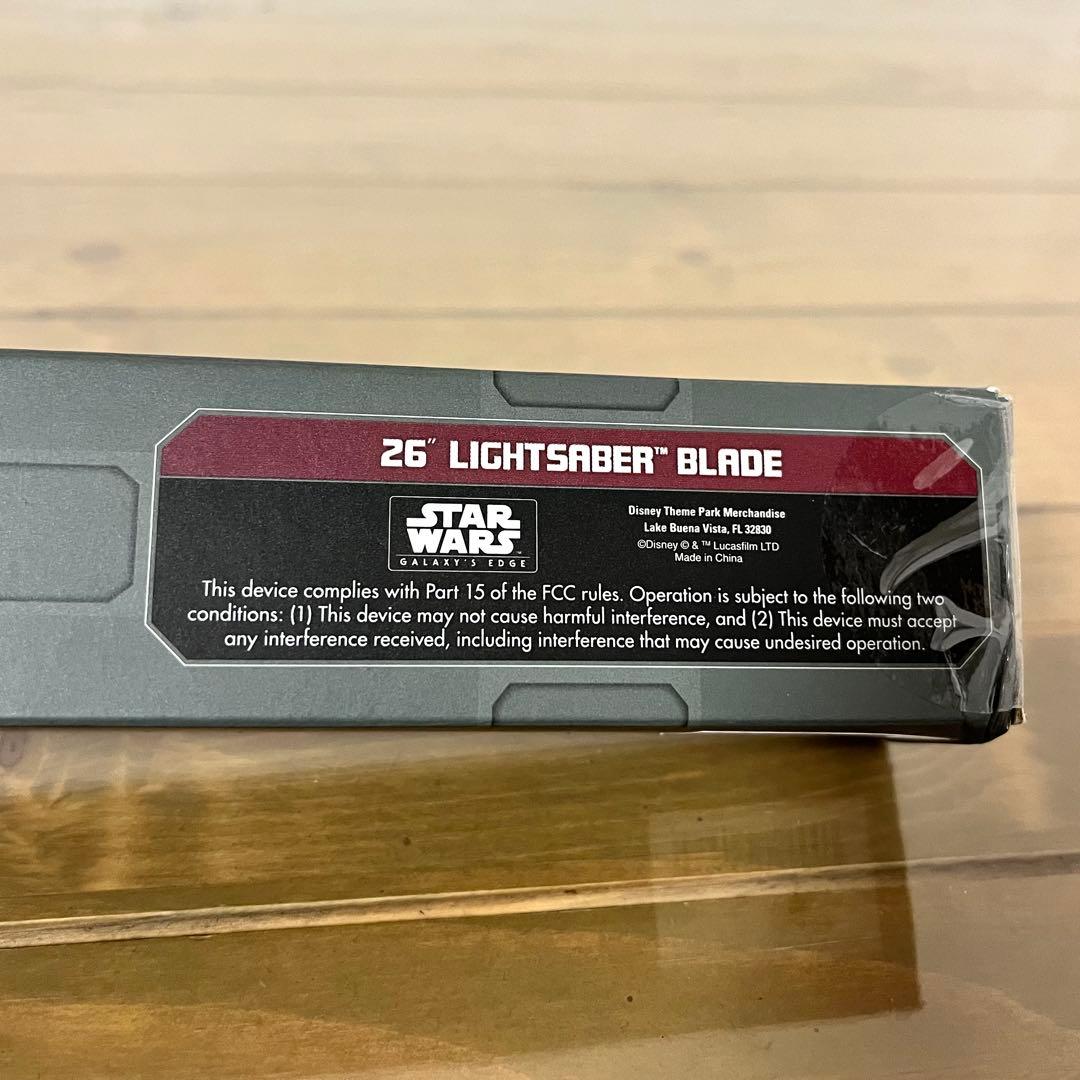 26" LIGHTSABER™ BLADE
STAR
WARS™
GALAXY'S EDGE
Disney Theme Park Merchandise
Lake Buena Vista, FL 32830
©Disney © & ™ Lucasfilm LTD
Made in China
This device complies with Part 15 of the FCC rules. Operation is subject to the following two
conditions: (1) This device may not cause harmful interference, and (2) This device must accept
any interference received, including interference that may cause undesired operation.